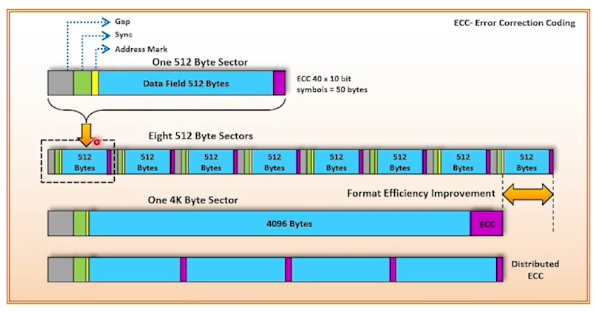 Gap
Sync
Address Mark
ECC- Error Correction Coding
One 512 Byte Sector
Data Field 512 Bytes
ECC 40 x 10 bit
symbols = 50 bytes
Eight 512 Byte Sectors
512 512 512 512 512 512 512 512
Bytes Bytes Bytes Bytes Bytes Bytes Bytes Bytes
Format Efficiency Improvement
One 4K Byte Sector
4096 Bytes
ECC
Distributed
ECC